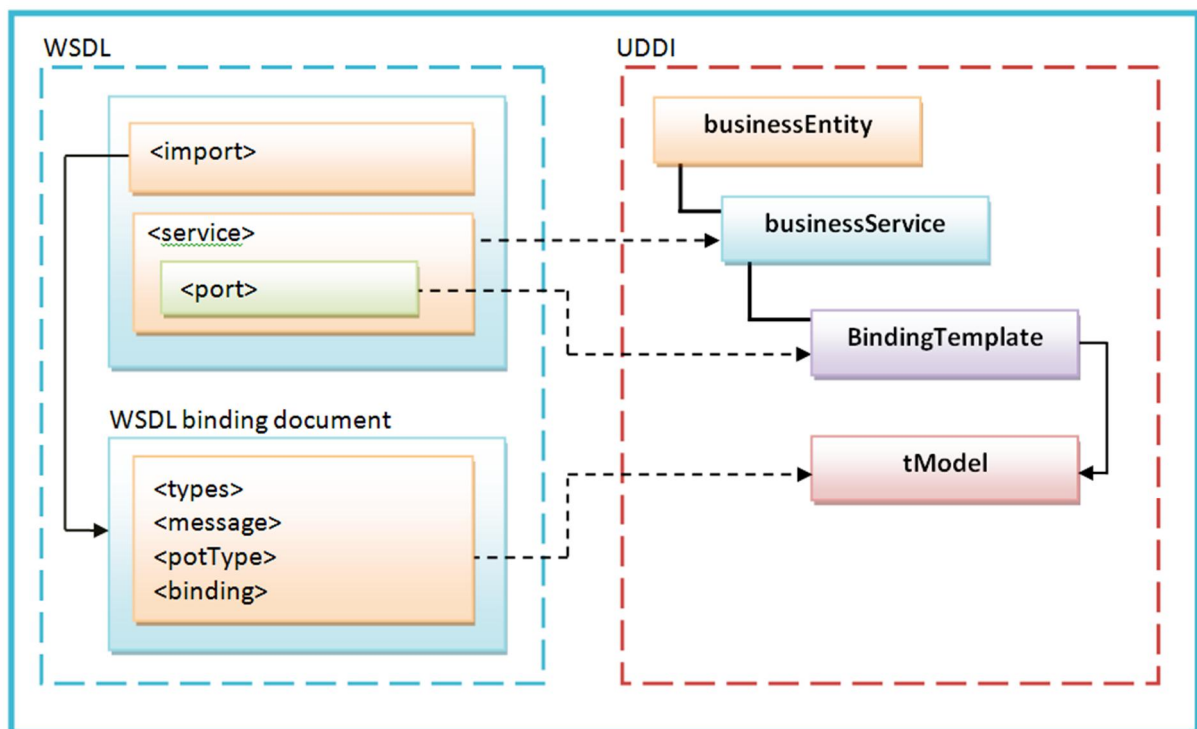 WSDL
<import>
<service>
<port>
WSDL binding document
<types>
<message>
<potType>
<binding>
UDDI
businessEntity
businessService
BindingTemplate
tModel